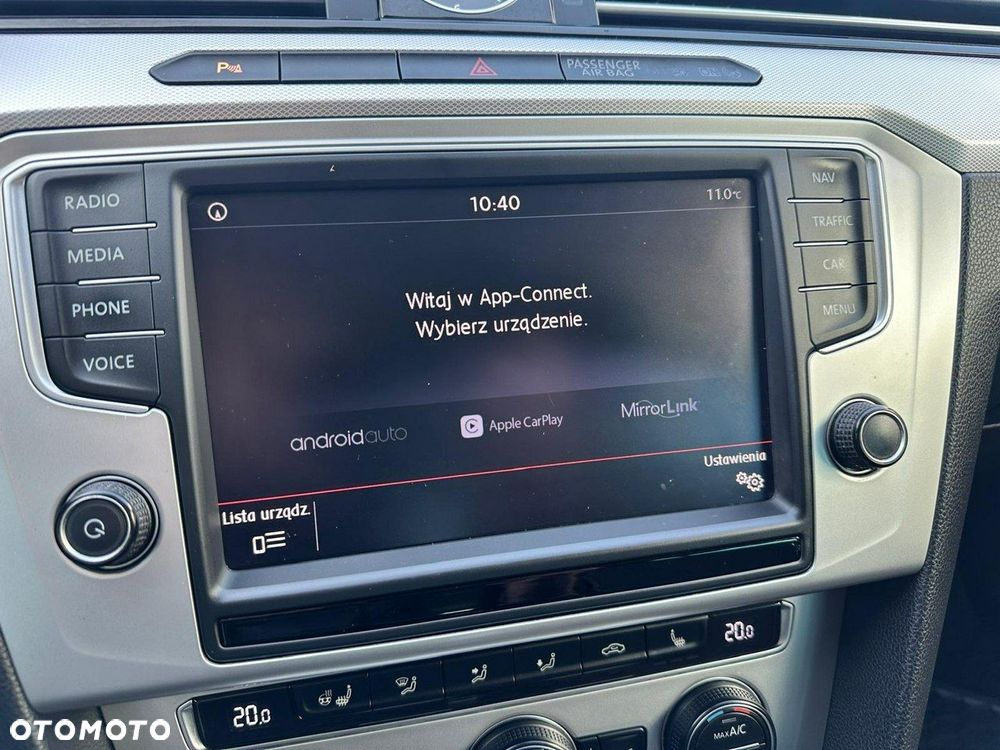 P
PASSENGER
AIR BAG
RADIO
MEDIA
PHONE
VOICE
10:40
11.0°C
NAV
TRAFFIC
CAR
MENU
Witaj w App-Connect.
Wybierz urządzenie.
androidauto
Apple CarPlay
MirrorLink
Ustawienia
Lista urządz.
20.0
20.0
MAX A/C
OTOMOTO